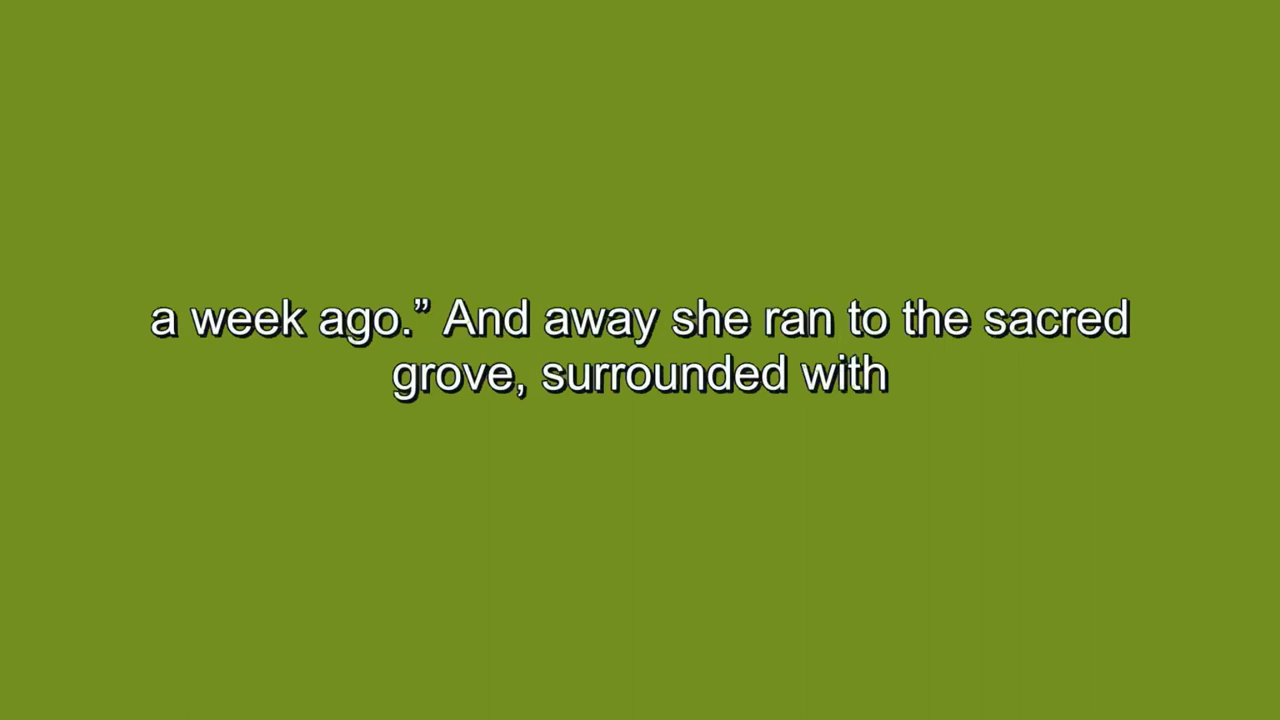 a week ago.” And away she ran to the sacred
grove, surrounded with